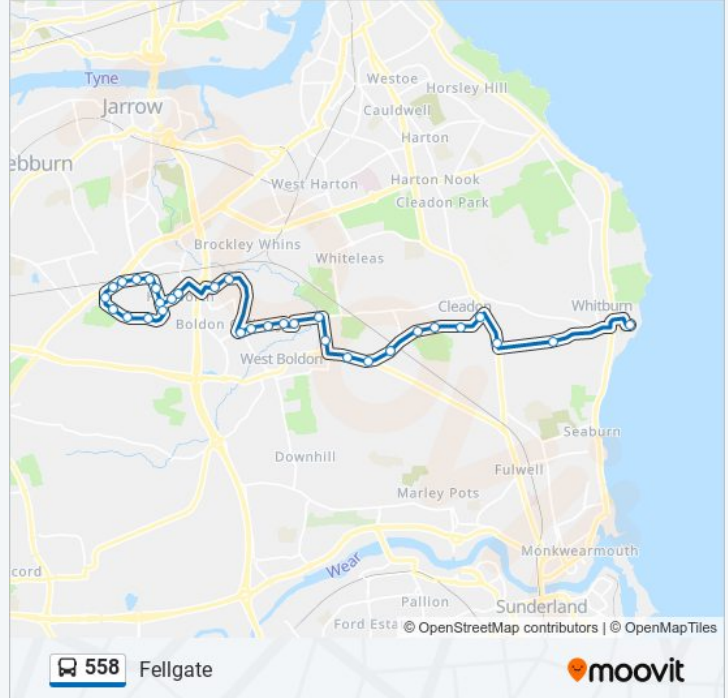 Tyne
Westoe
Horsley Hill
Jarrow
Cauldwell
Harton
ebburn
West Harton
Harton Nook
Cleadon Park
Brockley Whins
Whiteleas
Cleadon
Whitburn
Boldon
West Boldon
Seaburn
Downhill
Fulwell
Marley Pots
Monkwearmouth
cord
Wear
Pallion
Sunderland
Ford Esta
© OpenStreetMap contributors | © OpenMapTiles
558 Fellgate
moovit